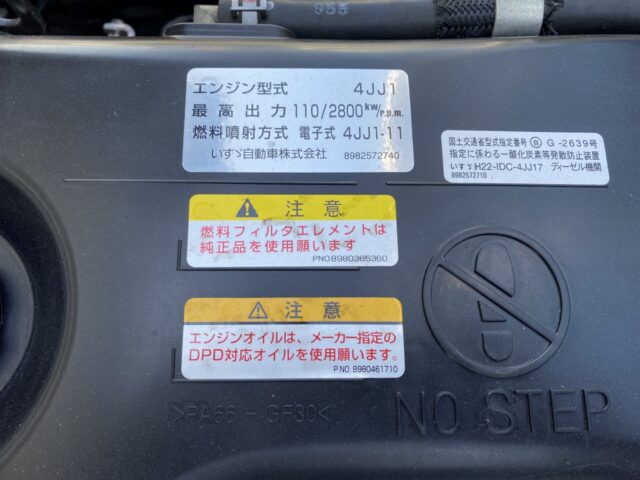 955
エンジン型式 4JJ1
最高出力 110/2800kw/r.p.m.
燃料噴射方式 電子式 4JJ1-11
いすゞ自動車株式会社 8982572740
国土交通省型式指定番号 自 G-2639号
指定に係わる一酸化炭素等発散防止装置
いすゞH22-IDC-4JJ17 ディーゼル機関
8982572710
注意
燃料フィルタエレメントは
純正品を使用願います
PNO.8980365360
注意
エンジンオイルは、メーカー指定の
DPD対応オイルを使用願います。
P.NO. 8980461710
>PA66-GF30<
NO STEP